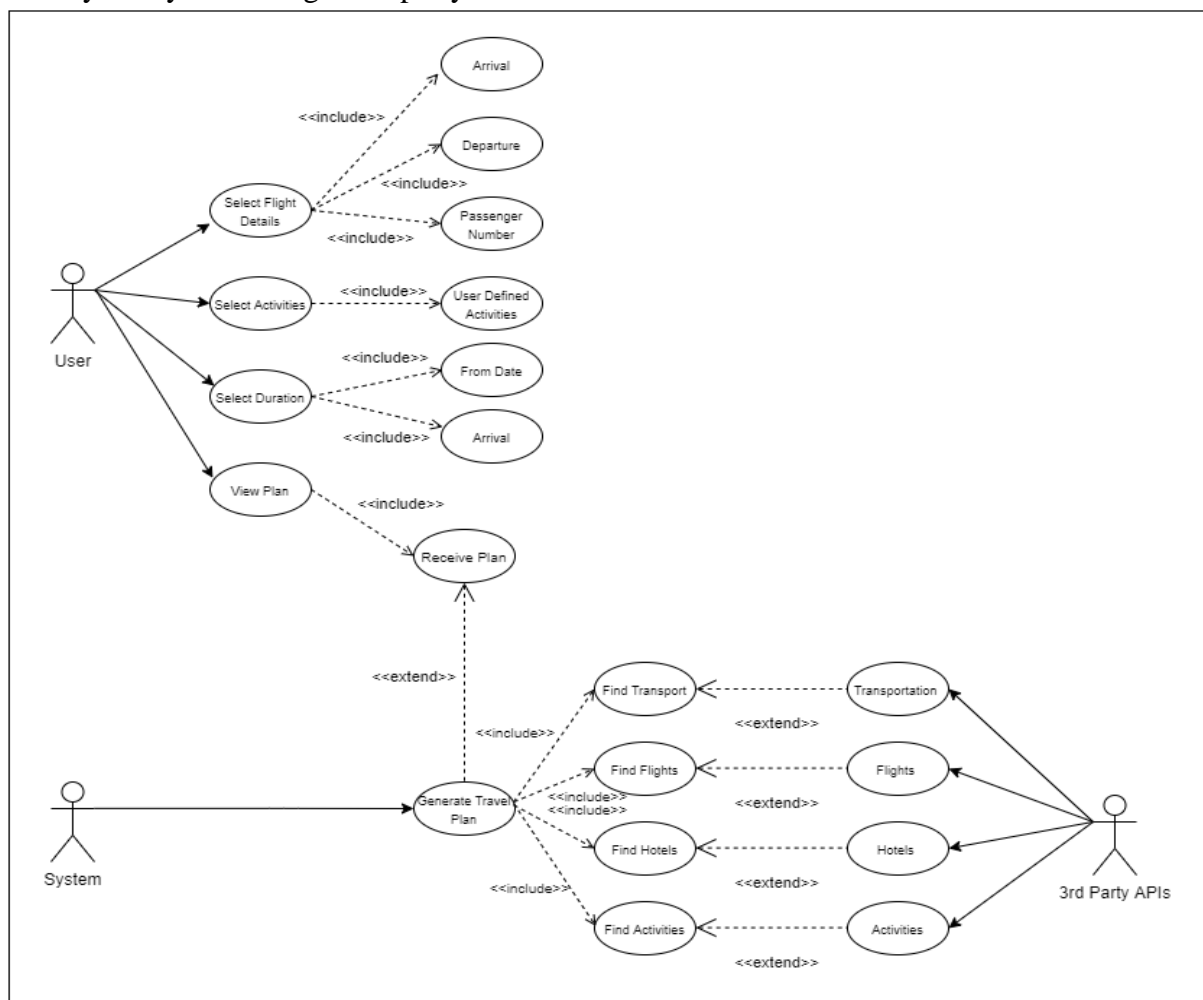 Arrival
<<include>>
Departure
<<include>>
Select Flight
Details
Passenger
Number
<<include>>
<<include>>
Select Activities
User Defined
Activities
User
<<include>>
From Date
Select Duration
Arrival
<<include>>
View Plan
<<include>>
Receive Plan
<<extend>>
Find Transport
Transportation
<<extend>>
<<include>>
Find Flights
Flights
<<include>>
<<include>>
<<extend>>
Generate Travel
Plan
System
Find Hotels
Hotels
3rd Party APIs
<<include>>
<<extend>>
Find Activities
Activities
<<extend>>